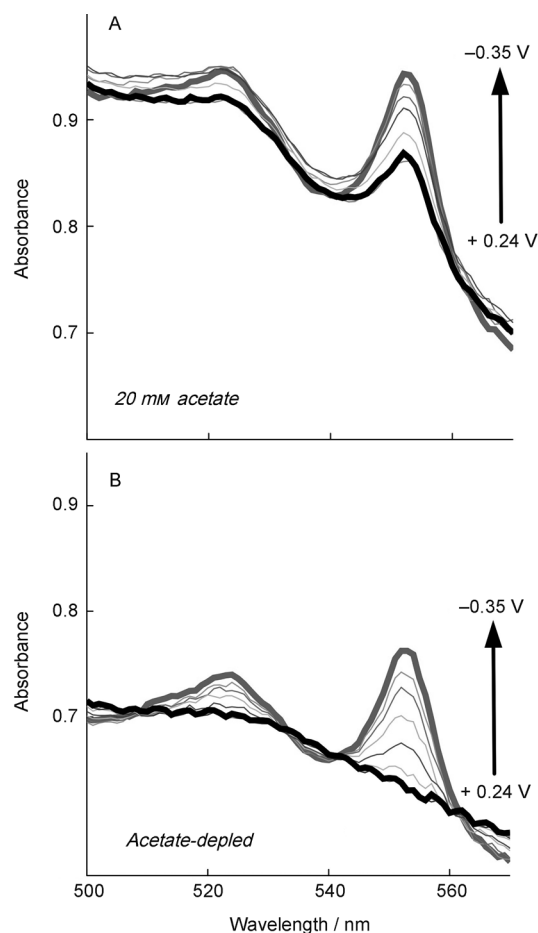 A
–0.35 V
0.9
Absorbance
0.8
+ 0.24 V
0.7
20 mᴍ acetate
B
0.9
–0.35 V
0.8
Absorbance
0.7
+ 0.24 V
Acetate-depled
500 520 540 560
Wavelength / nm